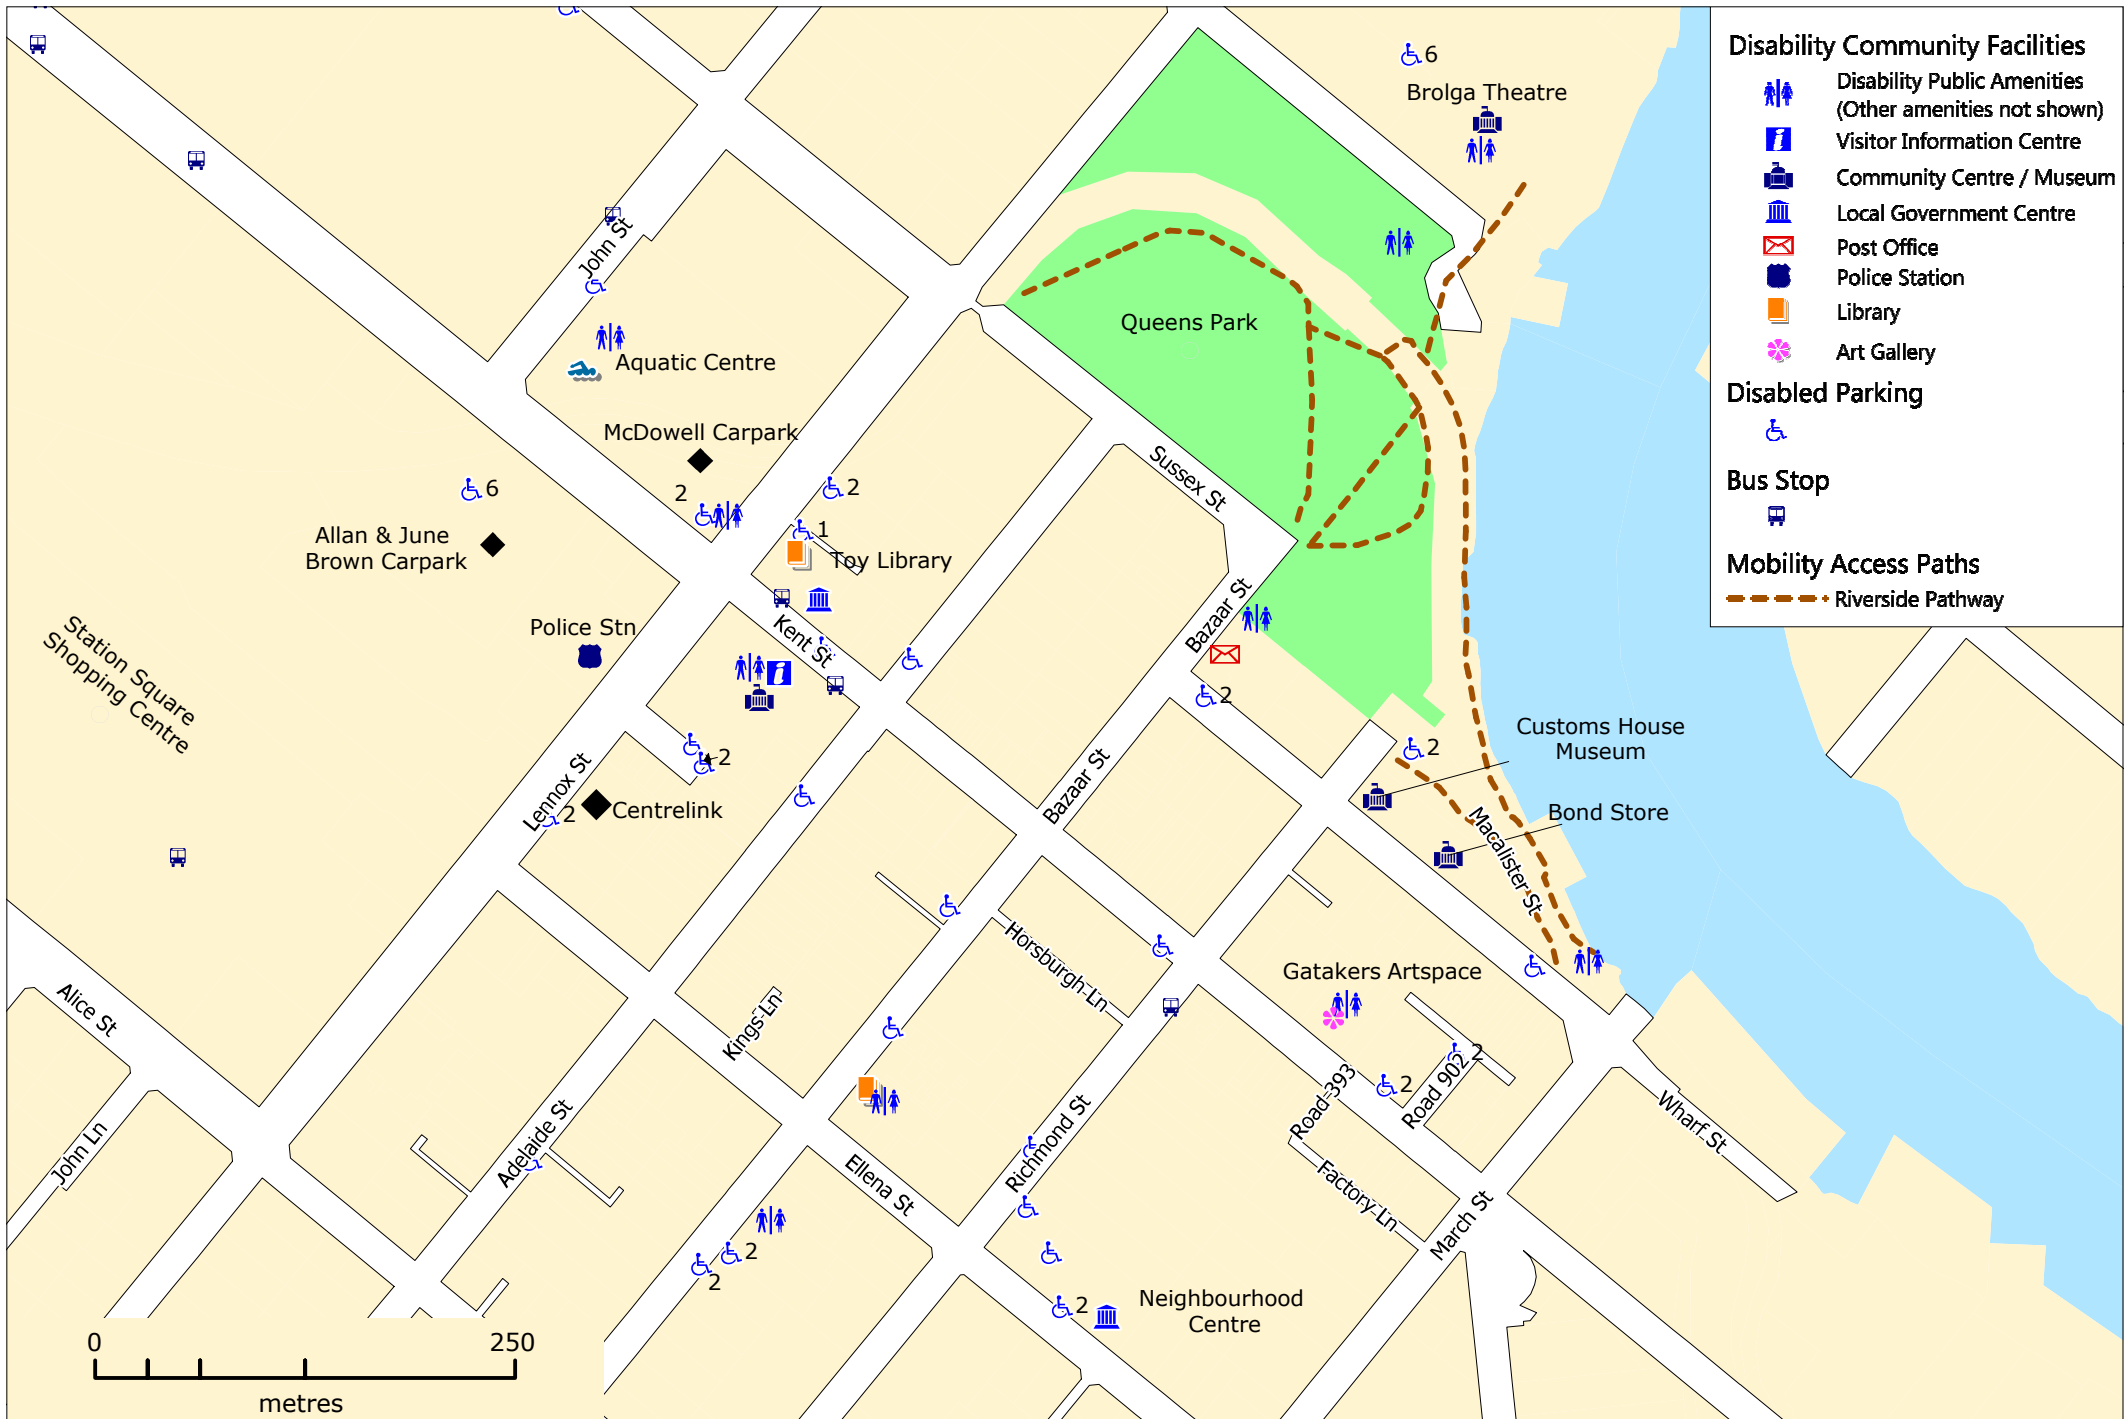 Disability Community Facilities
Disability Public Amenities
(Other amenities not shown)
i
Visitor Information Centre
Community Centre / Museum
Local Government Centre
Post Office
Police Station
Library
Art Gallery
Disabled Parking
Bus Stop
Mobility Access Paths
Riverside Pathway
6
Brolga Theatre
John St
Queens Park
Aquatic Centre
McDowell Carpark
2
2
1
Toy Library
6
Allan & June
Brown Carpark
Sussex St
Bazaar St
Station Square
Shopping Centre
Police Stn
Kent St
i
2
2
Lennox St
2
Centrelink
Bazaar St
2
Customs House
Museum
Bond Store
Macalister St
Horsburgh Ln
Gatakers Artspace
Alice St
Kings Ln
2
2
Road 902
Road 393
Wharf St
John Ln
Adelaide St
Richmond St
Ellena St
Factory Ln
March St
2
2
2
Neighbourhood
Centre
0
250
metres